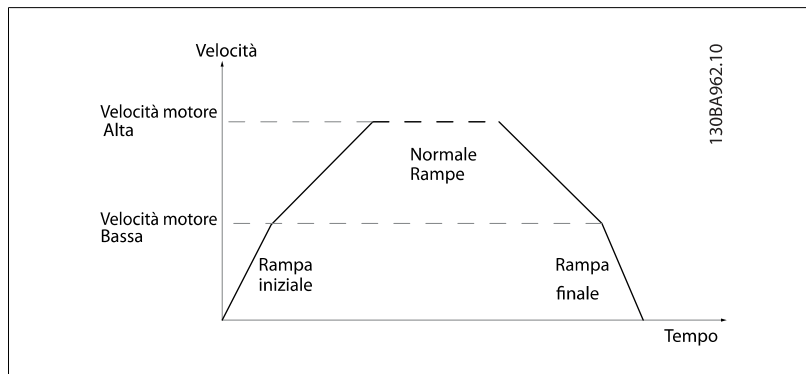 Velocità
130BA962.10
Velocità motore
Alta
Normale
Rampe
Velocità motore
Bassa
Rampa
iniziale
Rampa
finale
Tempo